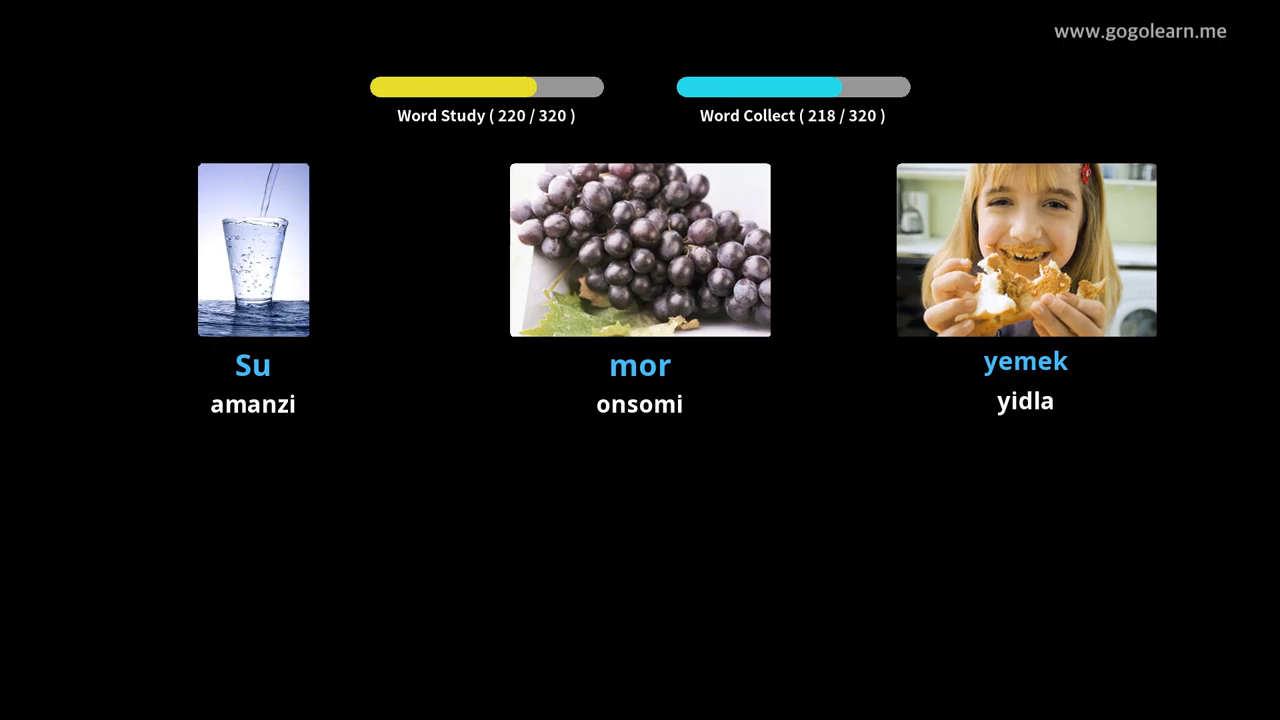 www.gogolearn.me
Word Study ( 220 / 320 )
Word Collect ( 218 / 320 )
Su
amanzi
mor
onsomi
yemek
yidla